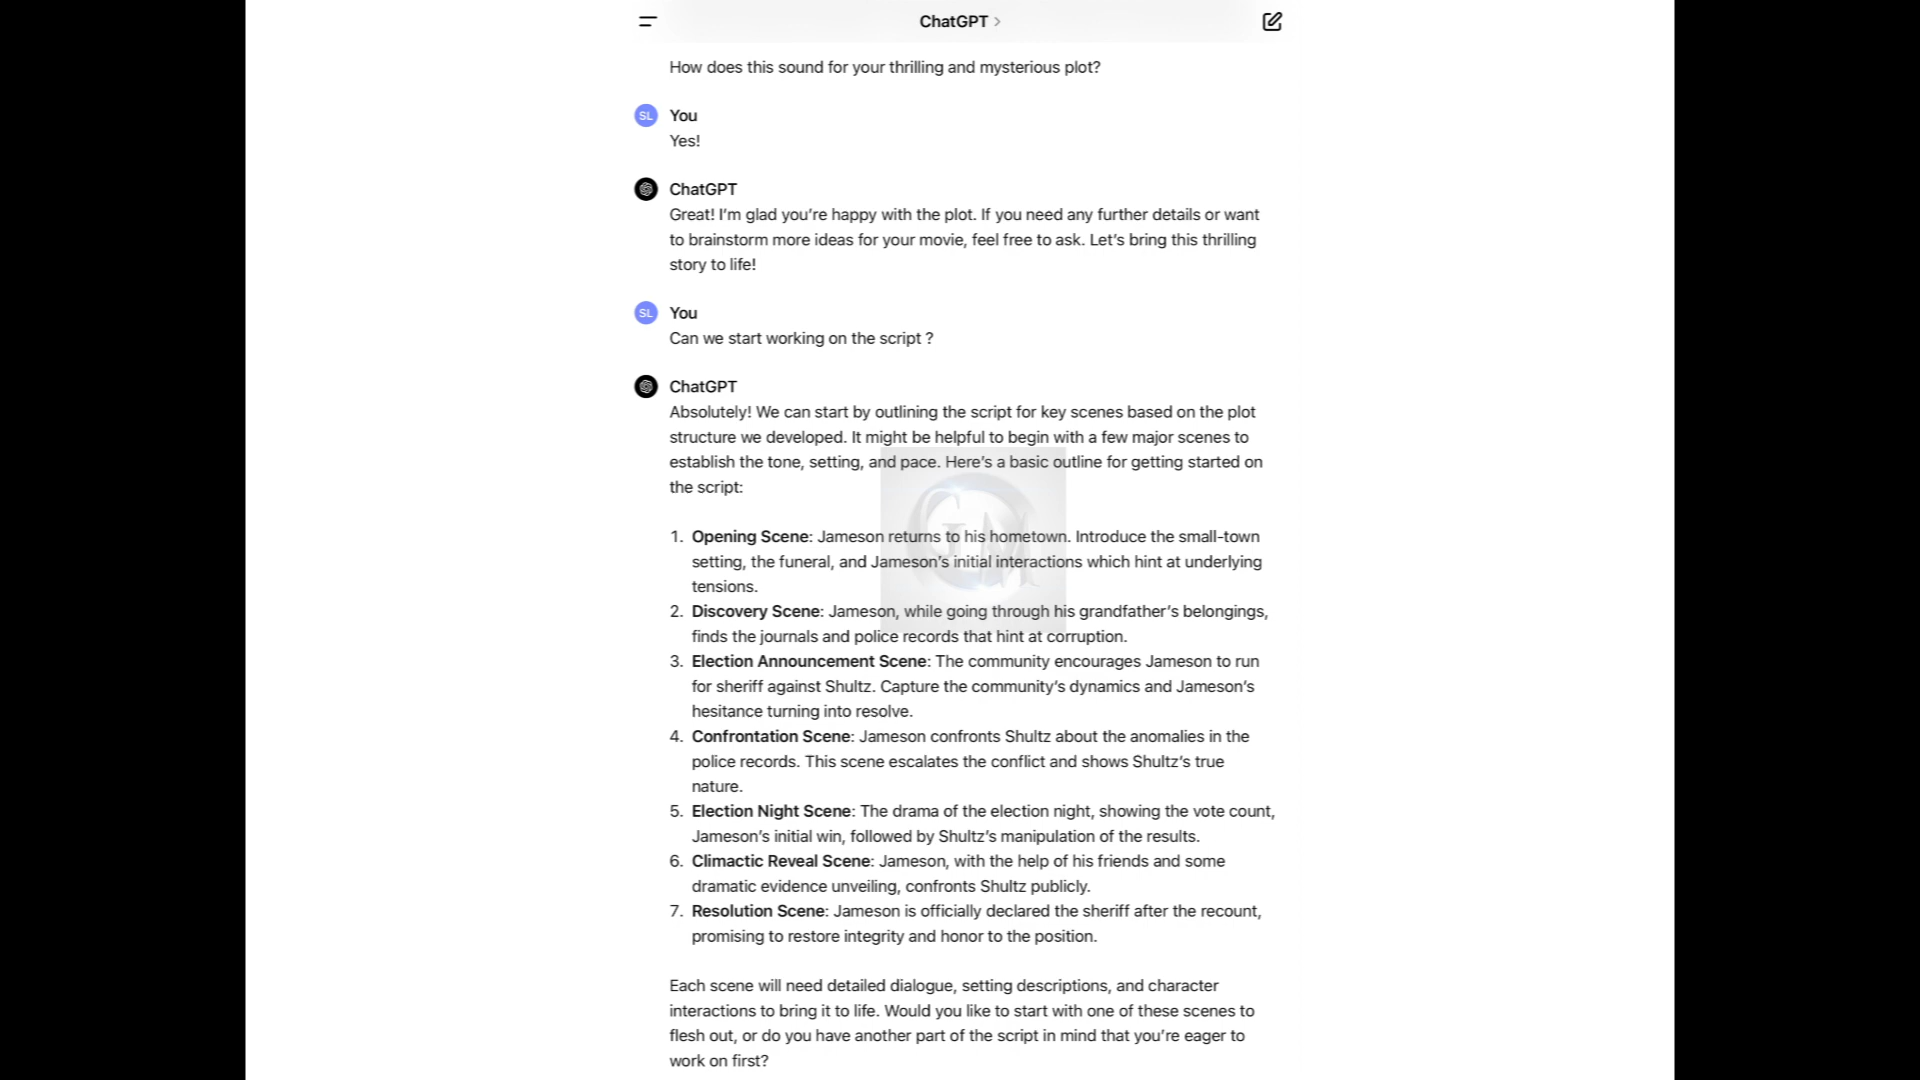 ChatGPT >
How does this sound for your thrilling and mysterious plot?
SL You
Yes!
ChatGPT
Great! I'm glad you're happy with the plot. If you need any further details or want
to brainstorm more ideas for your movie, feel free to ask. Let's bring this thrilling
story to life!
SL You
Can we start working on the script ?
ChatGPT
Absolutely! We can start by outlining the script for key scenes based on the plot
structure we developed. It might be helpful to begin with a few major scenes to
establish the tone, setting, and pace. Here's a basic outline for getting started on
the script:
1. Opening Scene: Jameson returns to his hometown. Introduce the small-town
setting, the funeral, and Jameson's initial interactions which hint at underlying
tensions.
2. Discovery Scene: Jameson, while going through his grandfather's belongings,
finds the journals and police records that hint at corruption.
3. Election Announcement Scene: The community encourages Jameson to run
for sheriff against Shultz. Capture the community's dynamics and Jameson's
hesitance turning into resolve.
4. Confrontation Scene: Jameson confronts Shultz about the anomalies in the
police records. This scene escalates the conflict and shows Shultz's true
nature.
5. Election Night Scene: The drama of the election night, showing the vote count,
Jameson's initial win, followed by Shultz's manipulation of the results.
6. Climactic Reveal Scene: Jameson, with the help of his friends and some
dramatic evidence unveiling, confronts Shultz publicly.
7. Resolution Scene: Jameson is officially declared the sheriff after the recount,
promising to restore integrity and honor to the position.
Each scene will need detailed dialogue, setting descriptions, and character
interactions to bring it to life. Would you like to start with one of these scenes to
flesh out, or do you have another part of the script in mind that you're eager to
work on first?